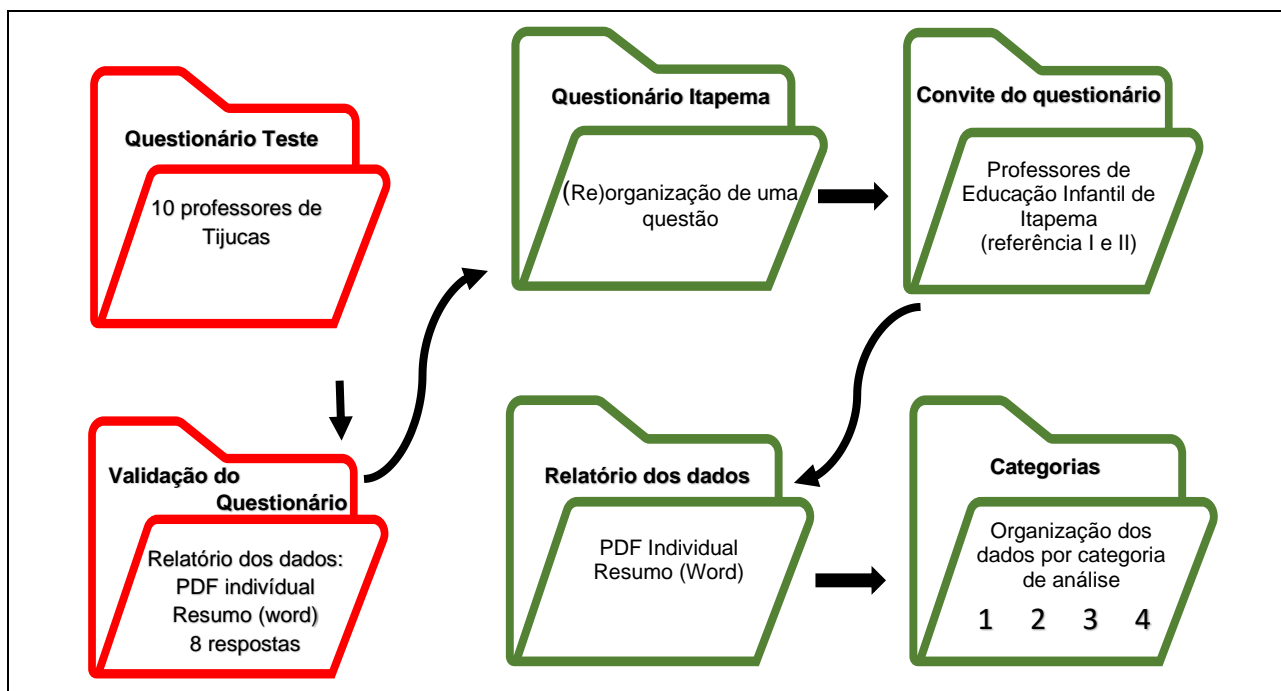 Questionário Teste
10 professores de
Tijucas
Validação do
Questionário
Relatório dos dados:
PDF indivídual
Resumo (word)
8 respostas
Questionário Itapema
(Re)organização de uma
questão
Convite do questionário
Professores de
Educação Infantil de
Itapema
(referência I e II)
Relatório dos dados
PDF Individual
Resumo (Word)
Categorias
Organização dos
dados por categoria
de análise
1 2 3 4